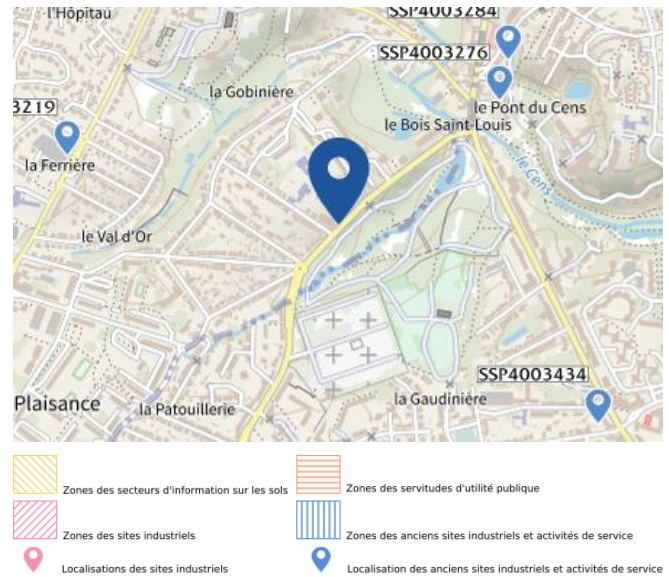 l'Hôpitau
SSP4003284
SSP4003276
la Gobinière
3219
le Pont du Cens
le Bois Saint-Louis
la Ferrière
le Cens
le Val d'Or
SSP4003434
Plaisance
la Patouillerie
la Gaudinière
Zones des secteurs d'information sur les sols
Zones des servitudes d'utilité publique
Zones des sites industriels
Zones des anciens sites industriels et activités de service
Localisations des sites industriels
Localisation des anciens sites industriels et activités de service